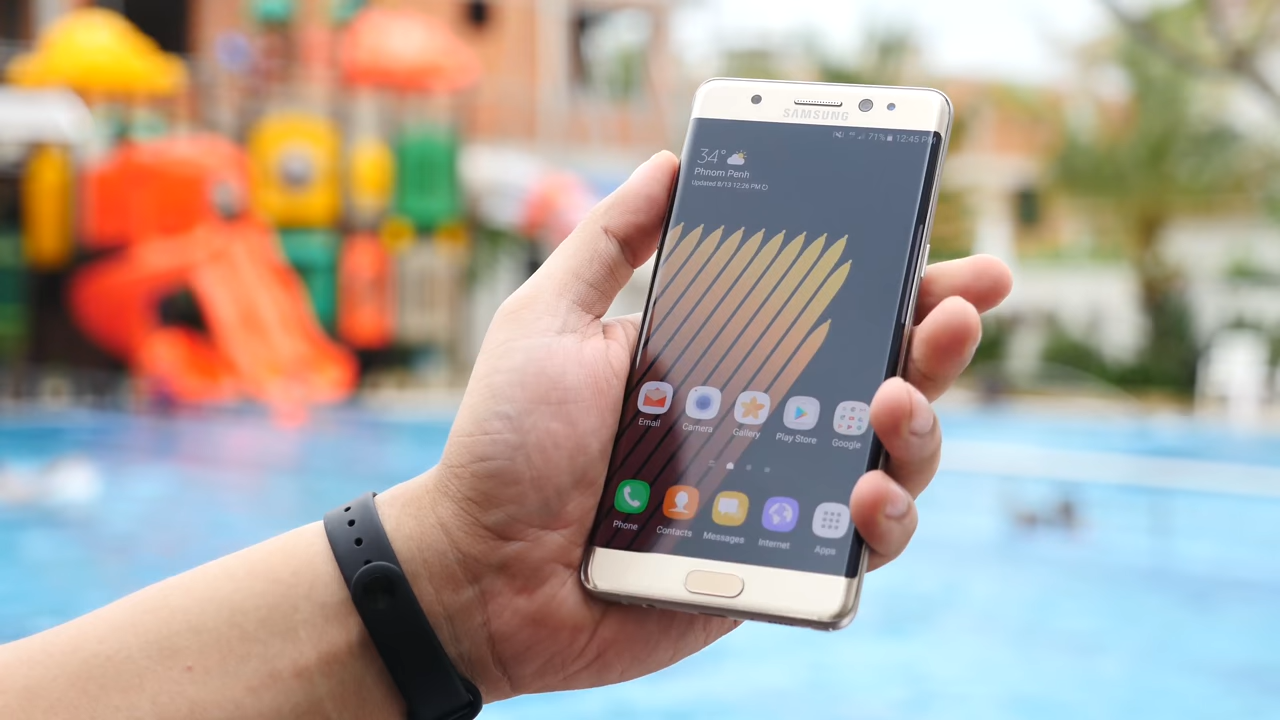 SAMSUNG
71% 12:45 PM
34°
Phnom Penh
Updated 8/13 12:26 PM
Email
Camera
Gallery
Play Store
Google
Phone
Contacts
Messages
Internet
Apps